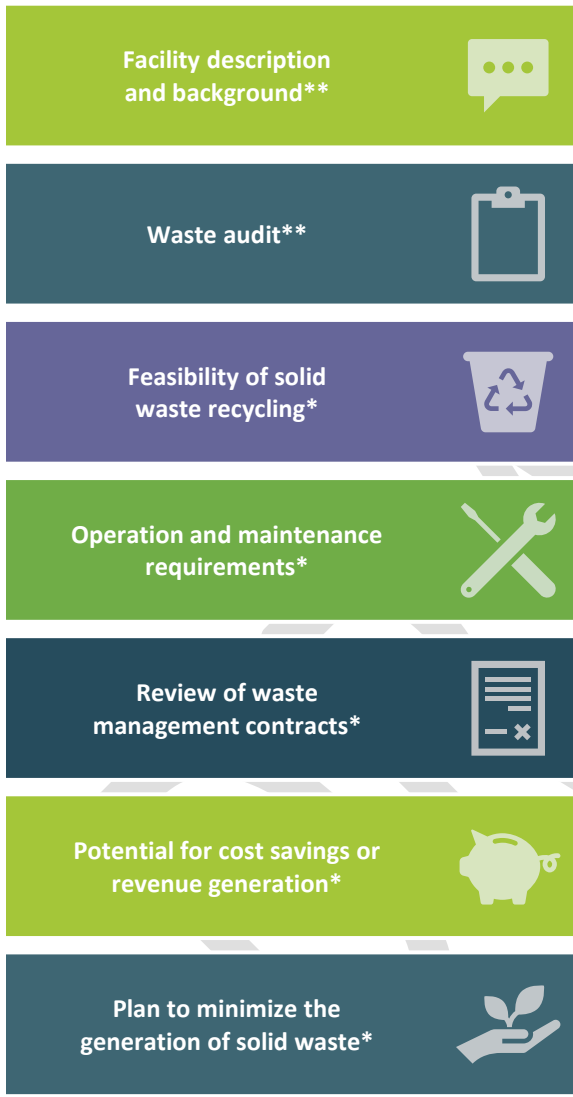 Facility description
and background**
Waste audit**
Feasibility of solid
waste recycling*
Operation and maintenance
requirements*
Review of waste
management contracts*
Potential for cost savings or
revenue generation*
Plan to minimize the
generation of solid waste*